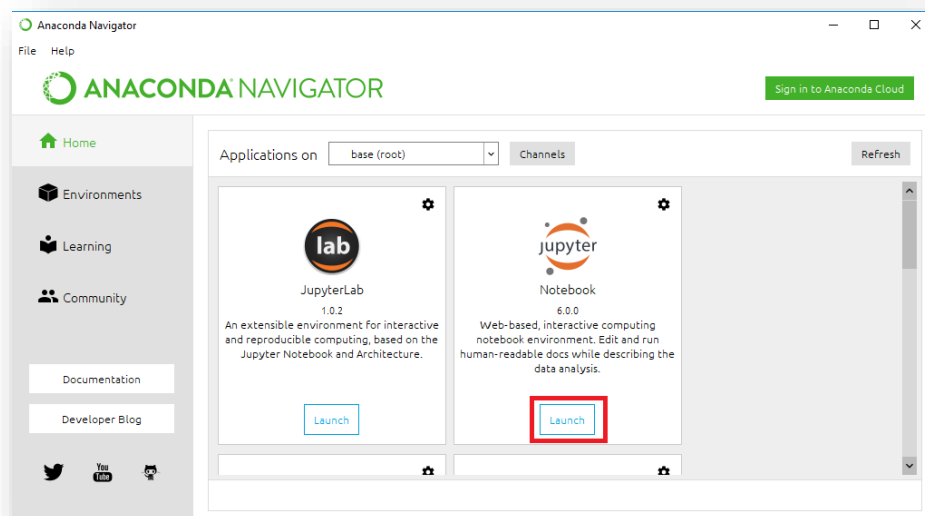 Anaconda Navigator
File Help
ANACONDA NAVIGATOR
Sign in to Anaconda Cloud
Home
Environments
Learning
Community
Documentation
Developer Blog
You
Tube
Applications on
base (root)
Channels
Refresh
lab
JupyterLab
1.0.2
An extensible environment for interactive
and reproducible computing, based on the
Jupyter Notebook and Architecture.
Launch
jupyter
Notebook
6.0.0
Web-based, interactive computing
notebook environment. Edit and run
human-readable docs while describing the
data analysis.
Launch